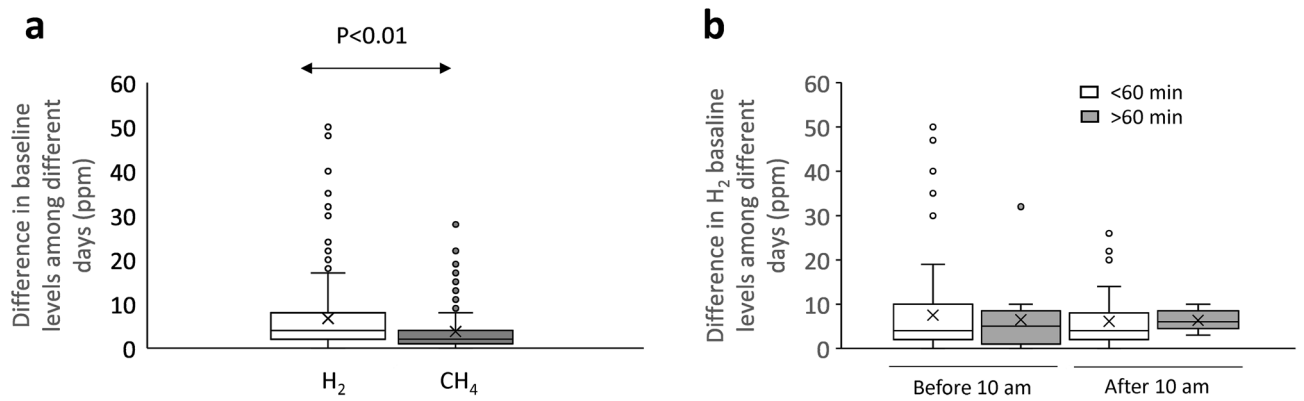 a
P<0.01
Difference in baseline
levels among different
days (ppm)
60
50
40
30
20
10
0
H₂
CH₄
b
Difference in H₂ basaline
levels among different
days (ppm)
60
50
40
30
20
10
0
<60 min
>60 min
Before 10 am
After 10 am